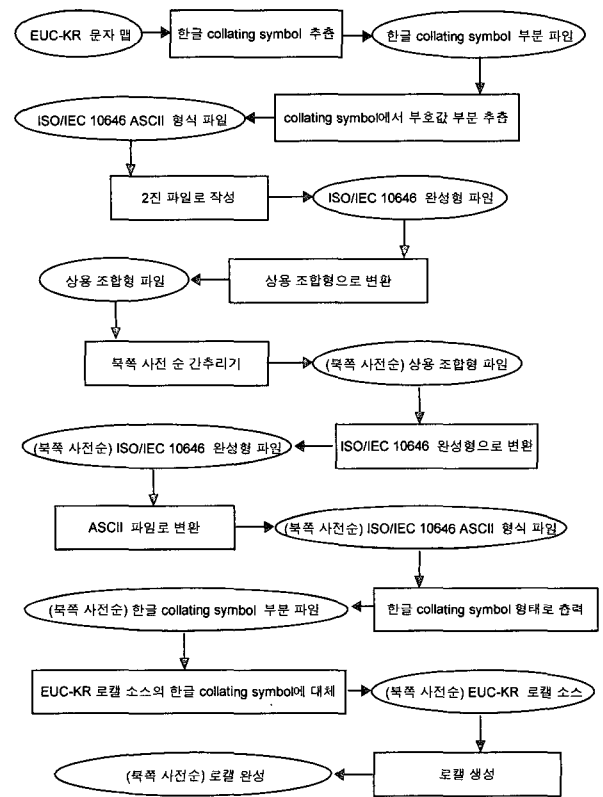 EUC-KR 문자 맵
한글 collating symbol 추출
한글 collating symbol 부분 파일
collating symbol에서 부호값 부분 추출
ISO/IEC 10646 ASCII 형식 파일
2진 파일로 작성
ISO/IEC 10646 완성형 파일
상용 조합형으로 변환
상용 조합형 파일
북쪽 사전 순 간추리기
(북쪽 사전순) 상용 조합형 파일
ISO/IEC 10646 완성형으로 변환
(북쪽 사전순) ISO/IEC 10646 완성형 파일
ASCII 파일로 변환
(북쪽 사전순) ISO/IEC 10646 ASCII 형식 파일
한글 collating symbol 형태로 출력
(북쪽 사전순) 한글 collating symbol 부분 파일
EUC-KR 로캘 소스의 한글 collating symbol에 대체
(북쪽 사전순) EUC-KR 로캘 소스
로캘 생성
(북쪽 사전순) 로캘 완성